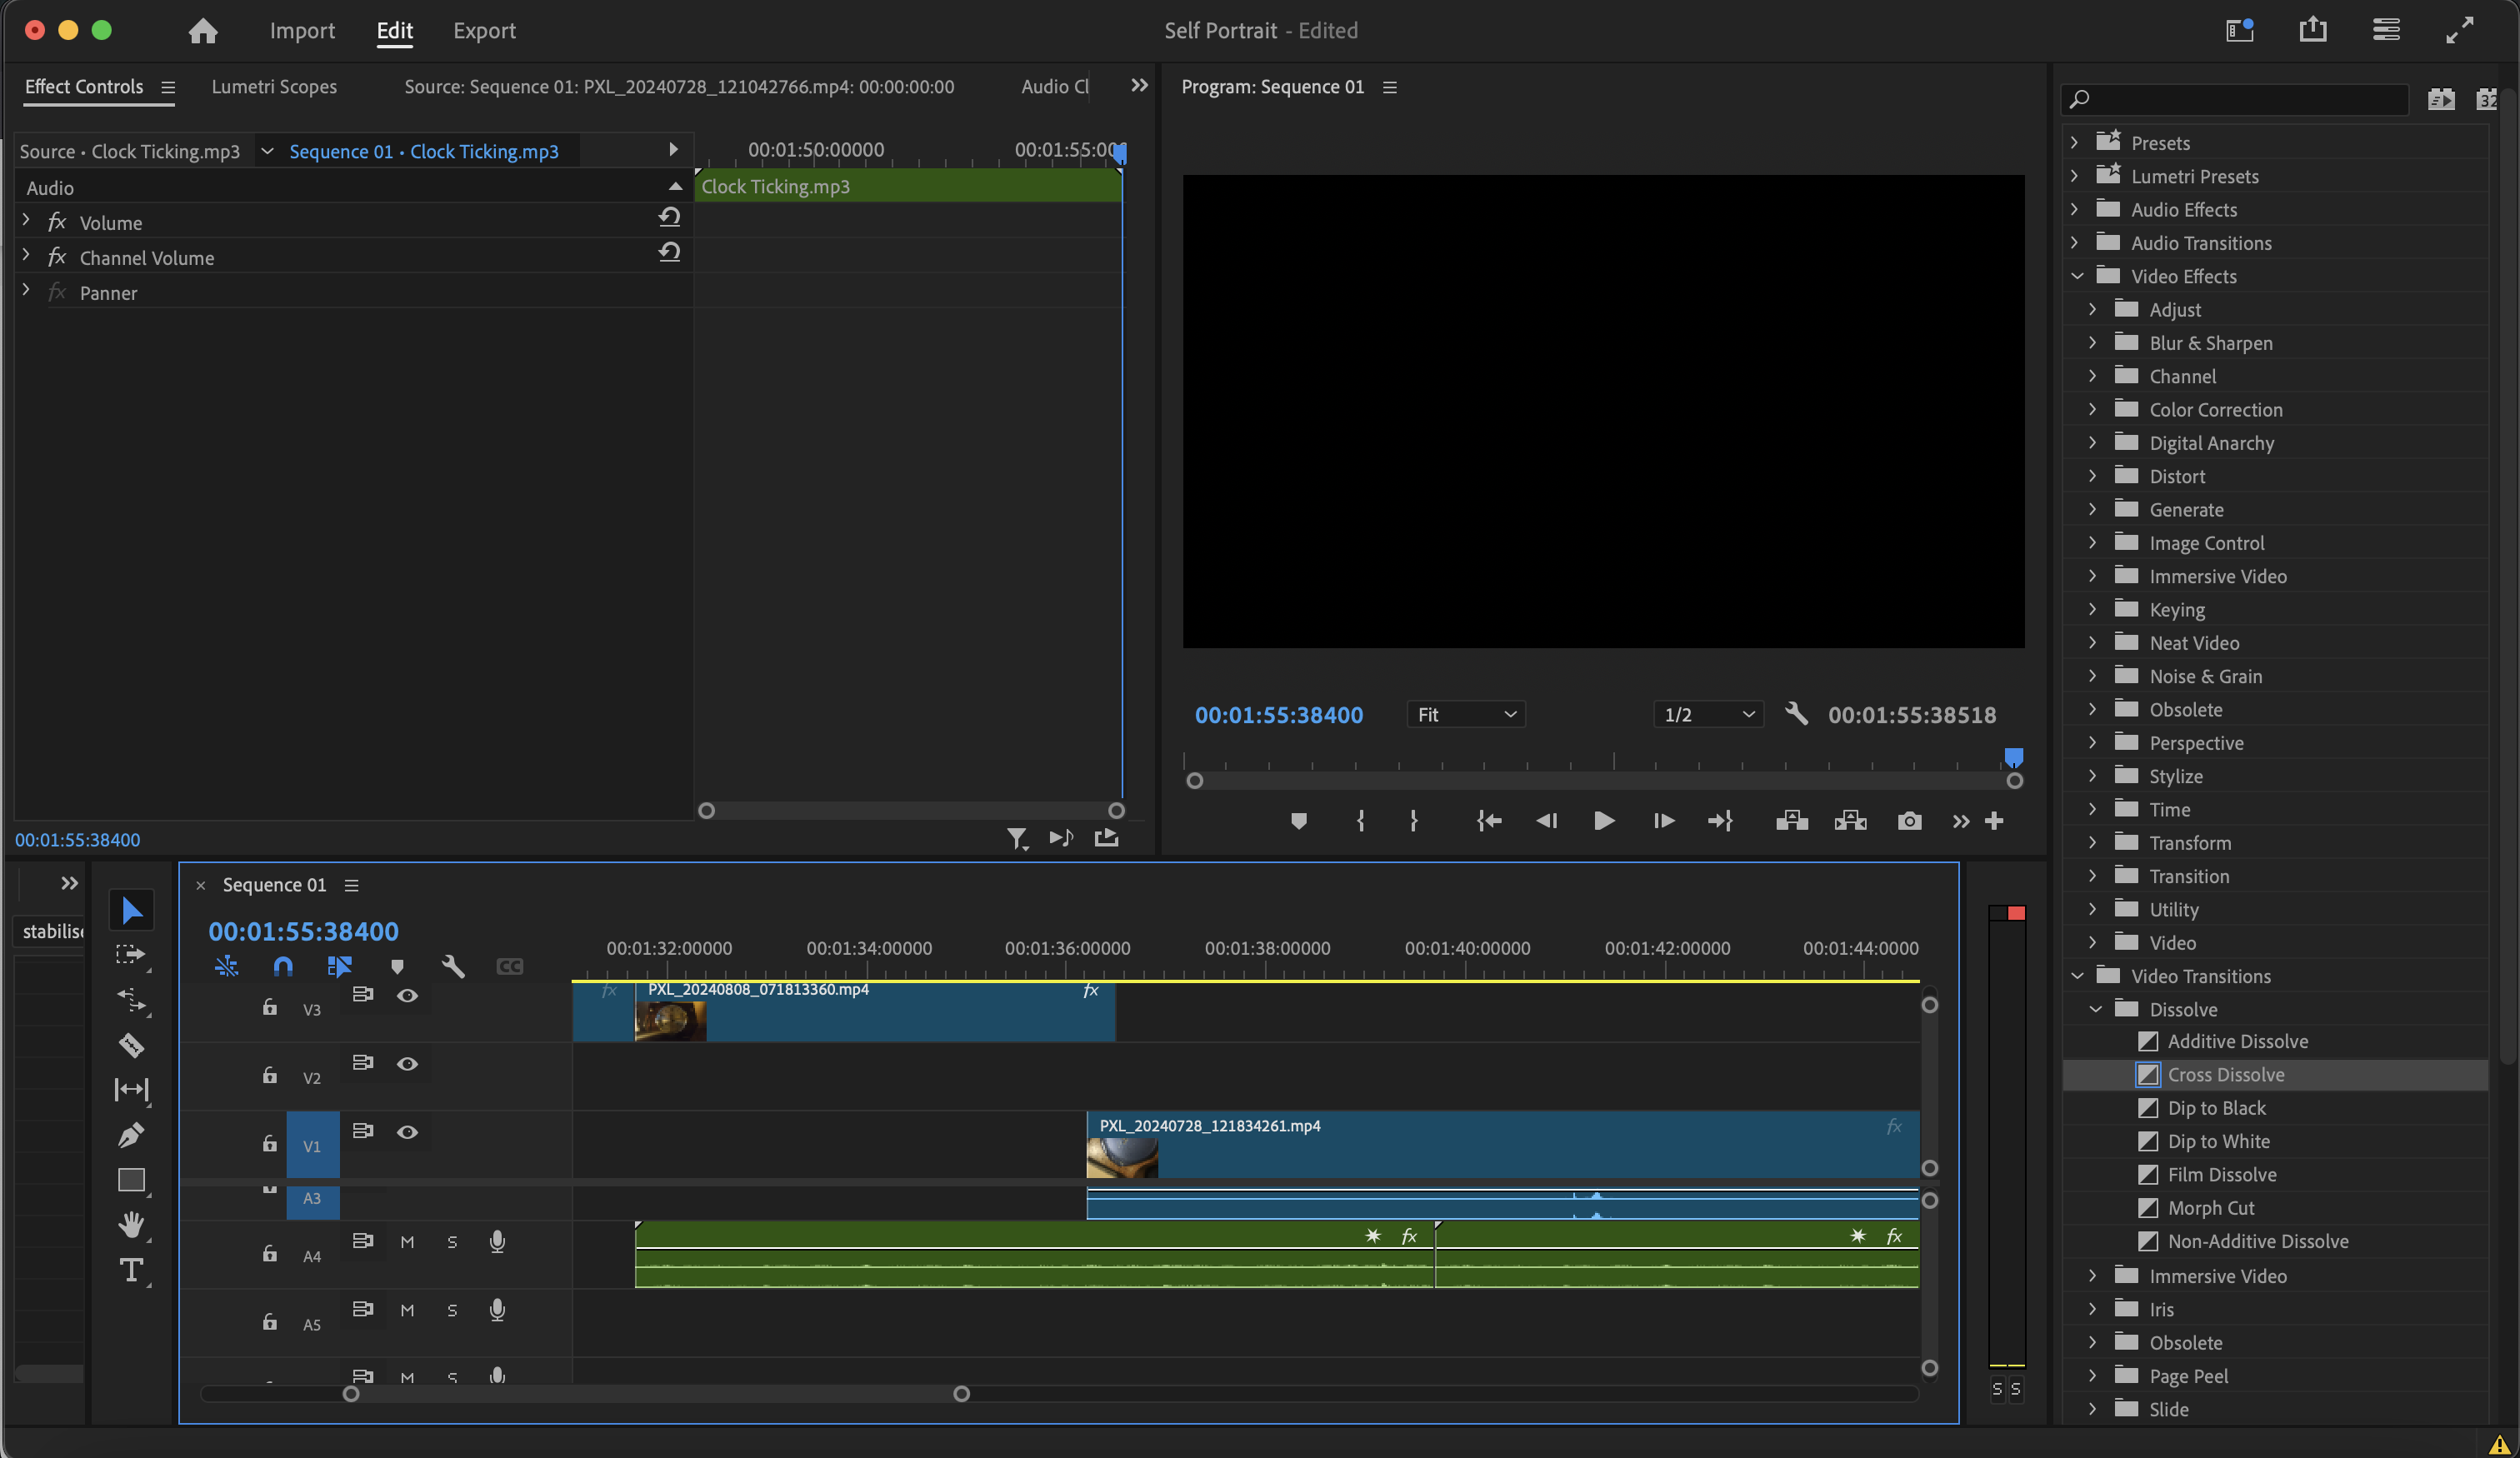 Import Edit Export Self Portrait - Edited
Effect Controls Lumetri Scopes Source: Sequence 01: PXL_20240728_121042766.mp4: 00:00:00:00 Audio Cl
Program: Sequence 01
Source • Clock Ticking.mp3 Sequence 01 • Clock Ticking.mp3
00:01:50:00000 00:01:55:000
Audio
Clock Ticking.mp3
fx Volume
fx Channel Volume
fx Panner
00:01:55:38400
00:01:55:38400 Fit 1/2 00:01:55:38518
32
Presets
Lumetri Presets
Audio Effects
Audio Transitions
Video Effects
Adjust
Blur & Sharpen
Channel
Color Correction
Digital Anarchy
Distort
Generate
Image Control
Immersive Video
Keying
Neat Video
Noise & Grain
Obsolete
Perspective
Stylize
Time
Transform
Transition
Utility
Video
Video Transitions
Dissolve
Additive Dissolve
Cross Dissolve
Dip to Black
Dip to White
Film Dissolve
Morph Cut
Non-Additive Dissolve
Immersive Video
Iris
Obsolete
Page Peel
Slide
stabilise
Sequence 01
00:01:55:38400
CC
00:01:32:00000 00:01:34:00000 00:01:36:00000 00:01:38:00000 00:01:40:00000 00:01:42:00000 00:01:44:0000
V3 fx PXL_20240808_071813360.mp4 fx
V2
V1 PXL_20240728_121834261.mp4 fx
A3
A4 M S fx fx
A5 M S
M S
S S